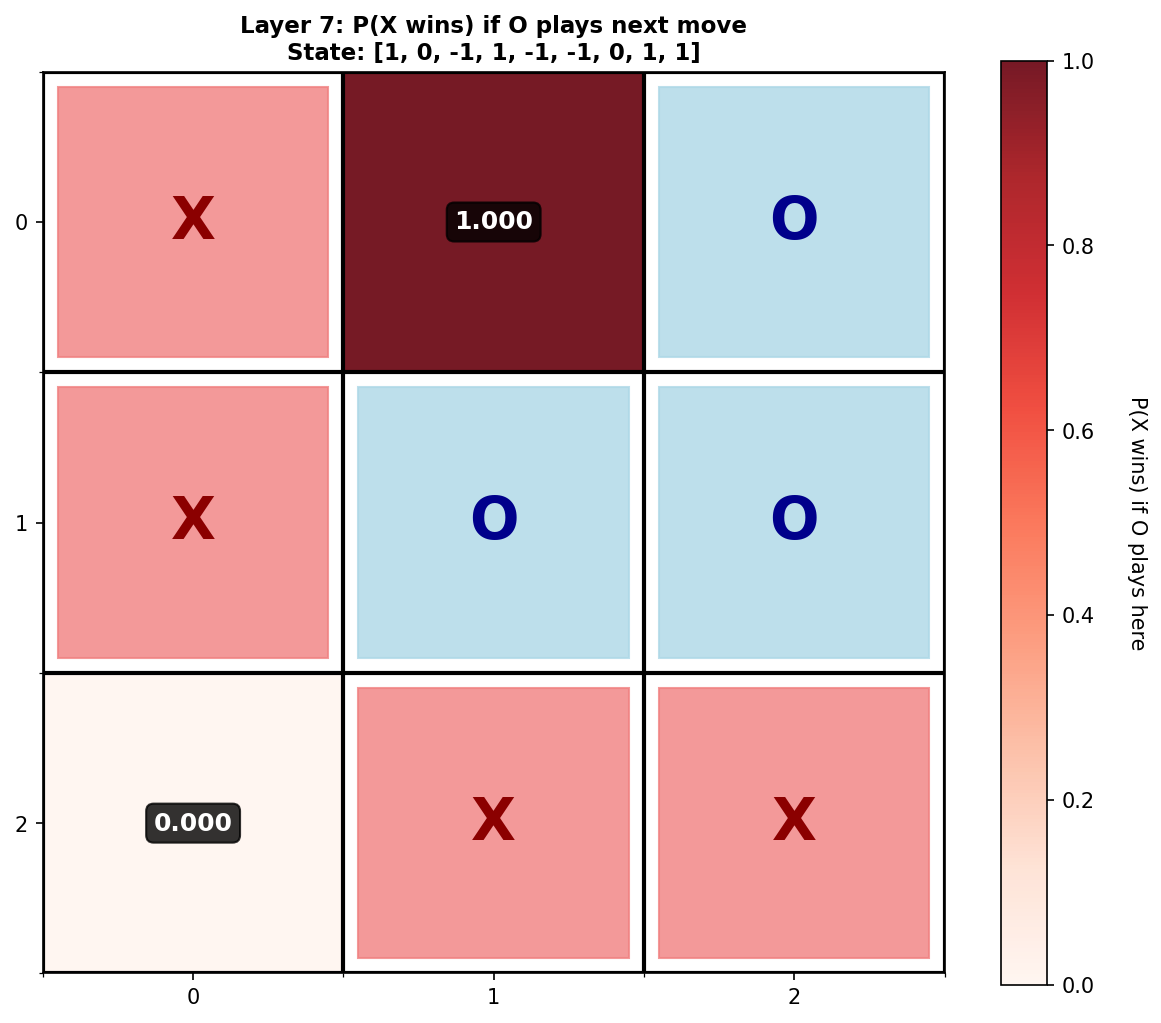 Layer 7: P(X wins) if O plays next move
State: [1, 0, -1, 1, -1, -1, 0, 1, 1]
0
X
1.000
O
1
X
O
O
2
0.000
X
X
0
1
2
1.0
0.8
0.6
0.4
0.2
0.0
P(X wins) if O plays here